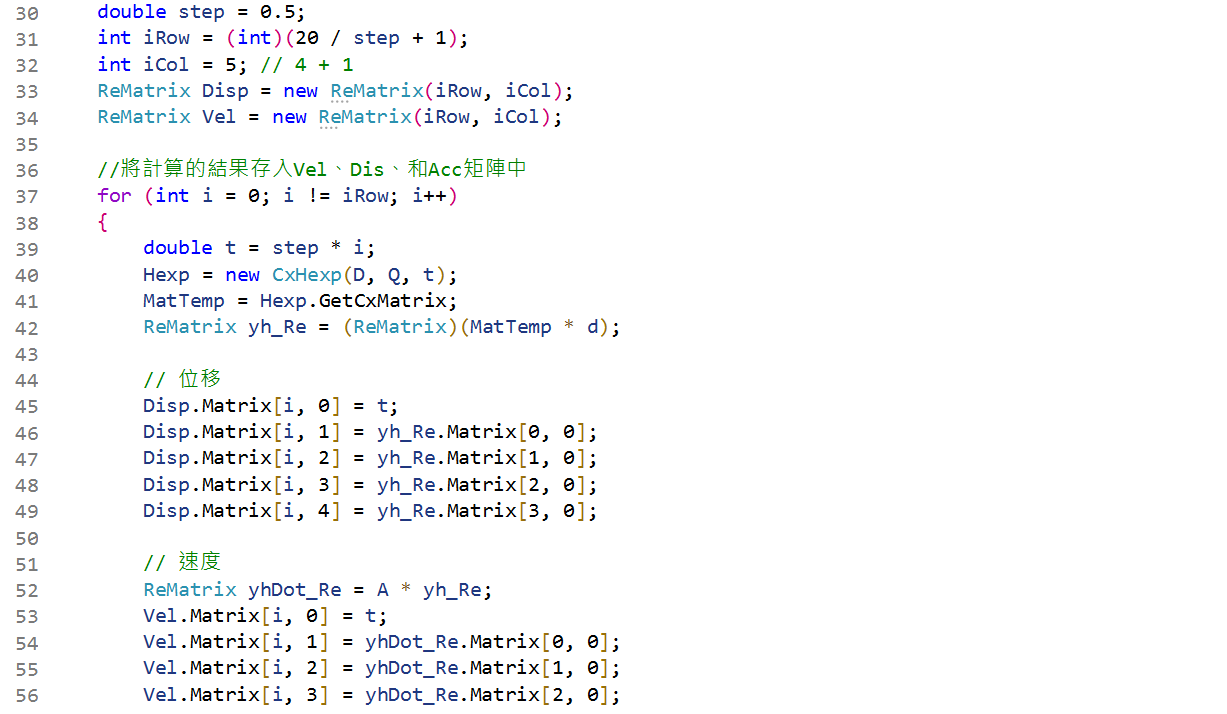 30     double step = 0.5;
31     int iRow = (int)(20 / step + 1);
32     int iCol = 5; // 4 + 1
33     ReMatrix Disp = new ReMatrix(iRow, iCol);
34     ReMatrix Vel = new ReMatrix(iRow, iCol);
35
36     //將計算的結果存入Vel、Dis、和Acc矩陣中
37     for (int i = 0; i != iRow; i++)
38     {
39         double t = step * i;
40         Hexp = new CxHexp(D, Q, t);
41         MatTemp = Hexp.GetCxMatrix;
42         ReMatrix yh_Re = (ReMatrix)(MatTemp * d);
43
44         // 位移
45         Disp.Matrix[i, 0] = t;
46         Disp.Matrix[i, 1] = yh_Re.Matrix[0, 0];
47         Disp.Matrix[i, 2] = yh_Re.Matrix[1, 0];
48         Disp.Matrix[i, 3] = yh_Re.Matrix[2, 0];
49         Disp.Matrix[i, 4] = yh_Re.Matrix[3, 0];
50
51         // 速度
52         ReMatrix yhDot_Re = A * yh_Re;
53         Vel.Matrix[i, 0] = t;
54         Vel.Matrix[i, 1] = yhDot_Re.Matrix[0, 0];
55         Vel.Matrix[i, 2] = yhDot_Re.Matrix[1, 0];
56         Vel.Matrix[i, 3] = yhDot_Re.Matrix[2, 0];